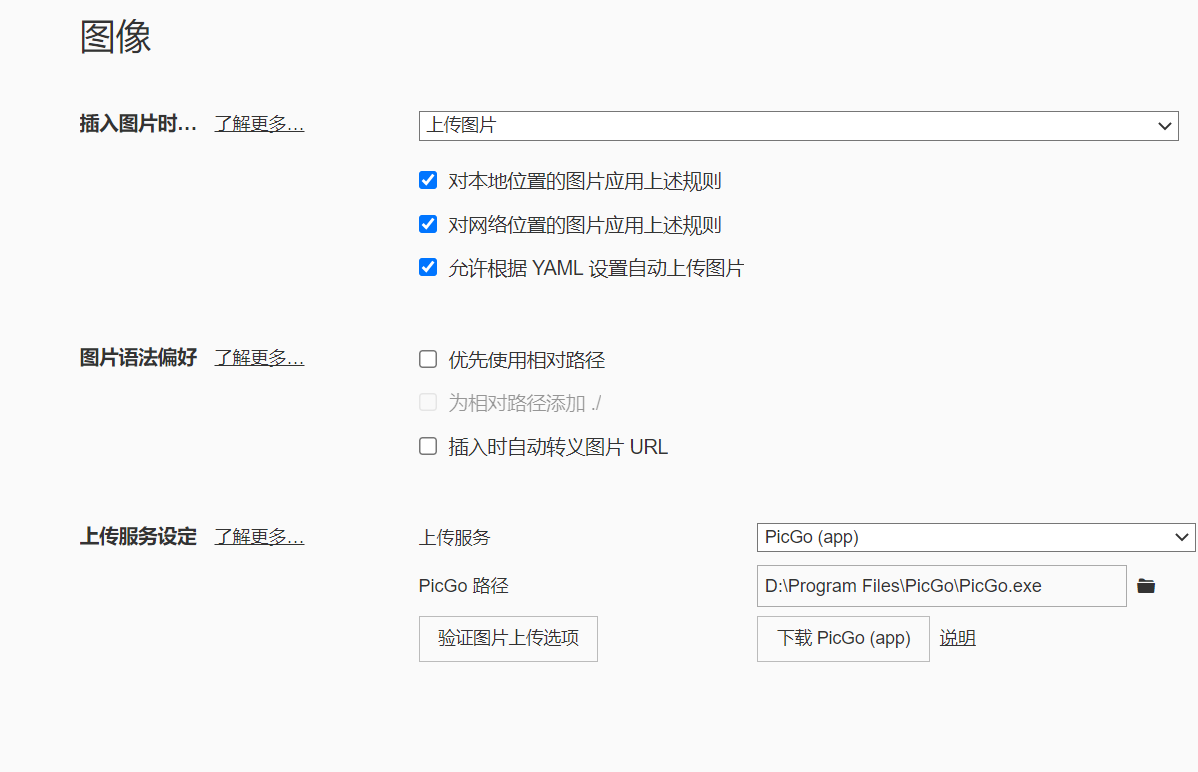 图像
插入图片时... 了解更多... 上传图片
对本地位置的图片应用上述规则
对网络位置的图片应用上述规则
允许根据 YAML 设置自动上传图片
图片语法偏好 了解更多... 优先使用相对路径
为相对路径添加 ./
插入时自动转义图片 URL
上传服务设定 了解更多... 上传服务 PicGo (app)
PicGo 路径 D:\Program Files\PicGo\PicGo.exe
验证图片上传选项 下载 PicGo (app) 说明